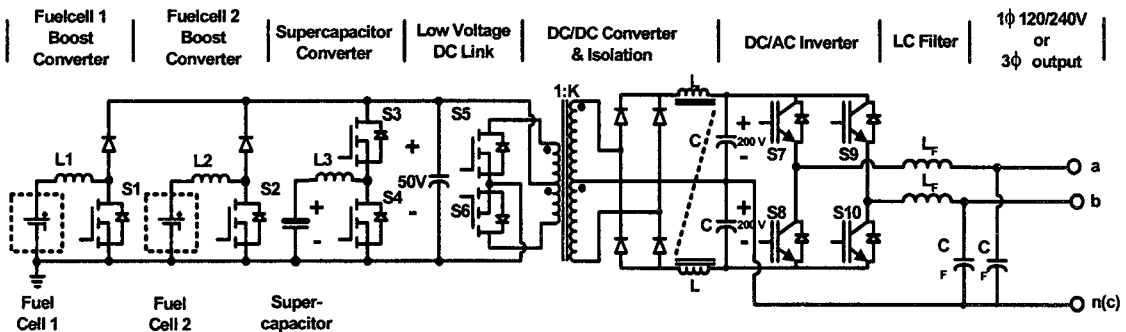 Fuelcell 1
Boost
Converter
Fuelcell 2
Boost
Converter
Supercapacitor
Converter
Low Voltage
DC Link
DC/DC Converter
& Isolation
DC/AC Inverter
LC Filter
1ϕ 120/240V
or
3ϕ output
L1
S1
L2
S2
L3
S3
S4
+
-
+
50V
-
S5
S6
1:K
L
L
C
+
200 V
-
C
+
200 V
-
S7
S9
S8
S10
LF
LF
CF
CF
a
b
n(c)
Fuel
Cell 1
Fuel
Cell 2
Super-
capacitor